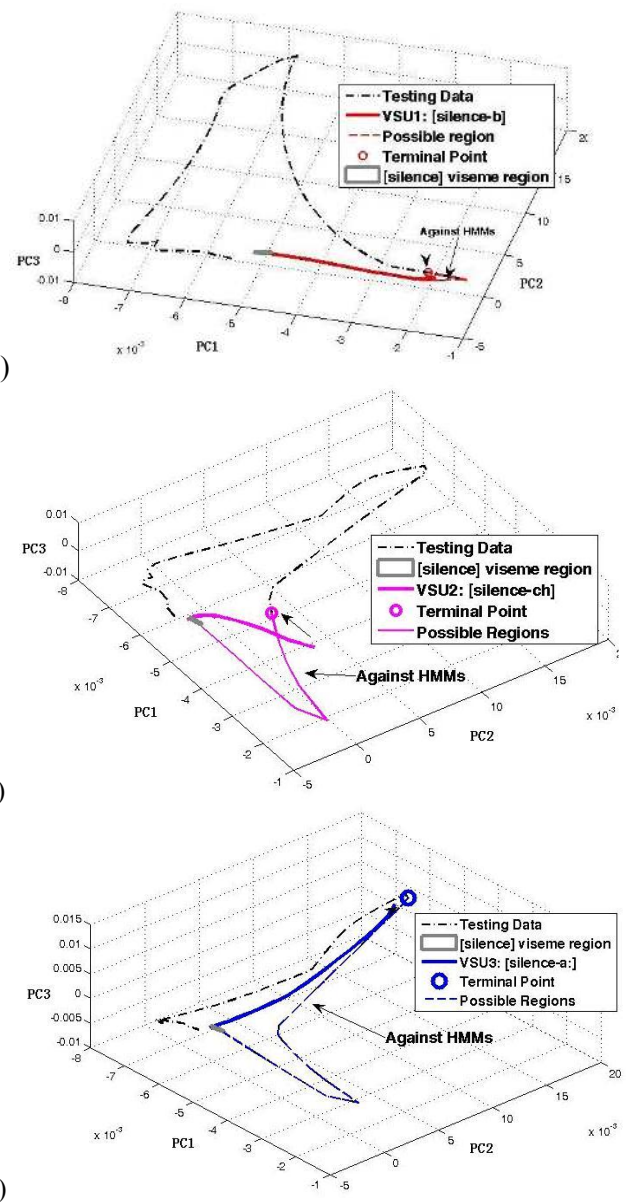 Testing Data
VSU1: [silence-b]
Possible region
Terminal Point
[silence] viseme region
Against HMMs
0.01
0
-0.01
PC3
-8
-7
-6
-5
-4
-3
-2
-1
x 10⁻³
PC1
-5
0
5
10
15
20
PC2
)
Testing Data
[silence] viseme region
VSU2: [silence-ch]
Terminal Point
Possible Regions
Against HMMs
0.01
0
-0.01
PC3
-8
-7
-6
-5
-4
-3
-2
-1
x 10⁻³
PC1
-5
0
5
10
15
x 10⁻³
PC2
)
Testing Data
[silence] viseme region
VSU3: [silence-a:]
Terminal Point
Possible Regions
Against HMMs
0.015
0.01
0.005
0
-0.005
-0.01
PC3
-8
-7
-6
-5
-4
-3
-2
-1
x 10⁻³
PC1
-5
0
5
10
15
20
x 10⁻³
PC2
)